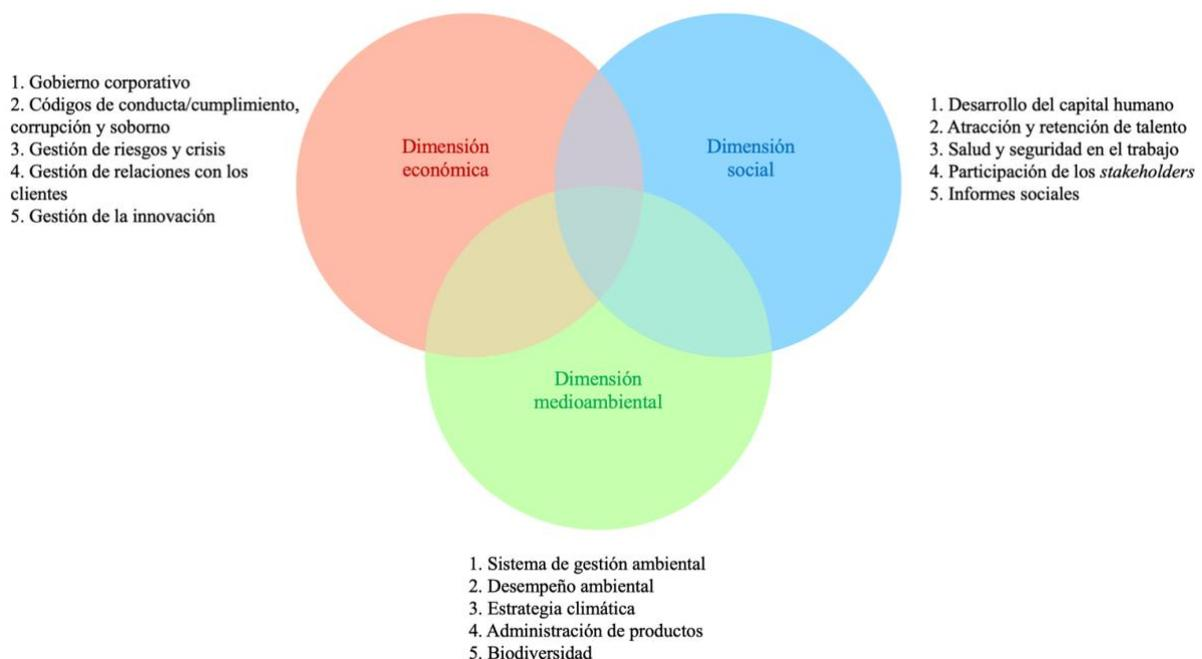 1. Gobierno corporativo
2. Códigos de conducta/cumplimiento,
corrupción y soborno
3. Gestión de riesgos y crisis
4. Gestión de relaciones con los
clientes
5. Gestión de la innovación
Dimensión
económica
Dimensión
social
1. Desarrollo del capital humano
2. Atracción y retención de talento
3. Salud y seguridad en el trabajo
4. Participación de los stakeholders
5. Informes sociales
Dimensión
medioambiental
1. Sistema de gestión ambiental
2. Desempeño ambiental
3. Estrategia climática
4. Administración de productos
5. Biodiversidad